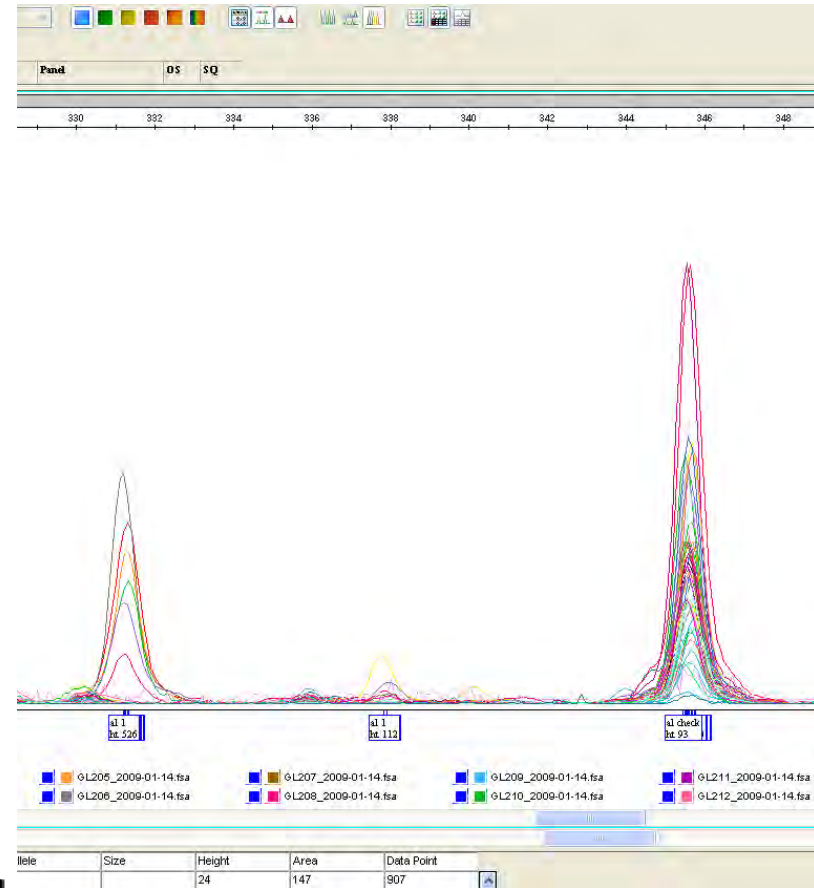 Panel OS SQ
330 332 334 336 338 340 342 344 346 348
al 1
ht 526
al 1
ht 112
al check
ht 93
GL205_2009-01-14.fsa GL207_2009-01-14.fsa GL209_2009-01-14.fsa GL211_2009-01-14.fsa
GL206_2009-01-14.fsa GL208_2009-01-14.fsa GL210_2009-01-14.fsa GL212_2009-01-14.fsa
llele Size Height Area Data Point
24 147 907